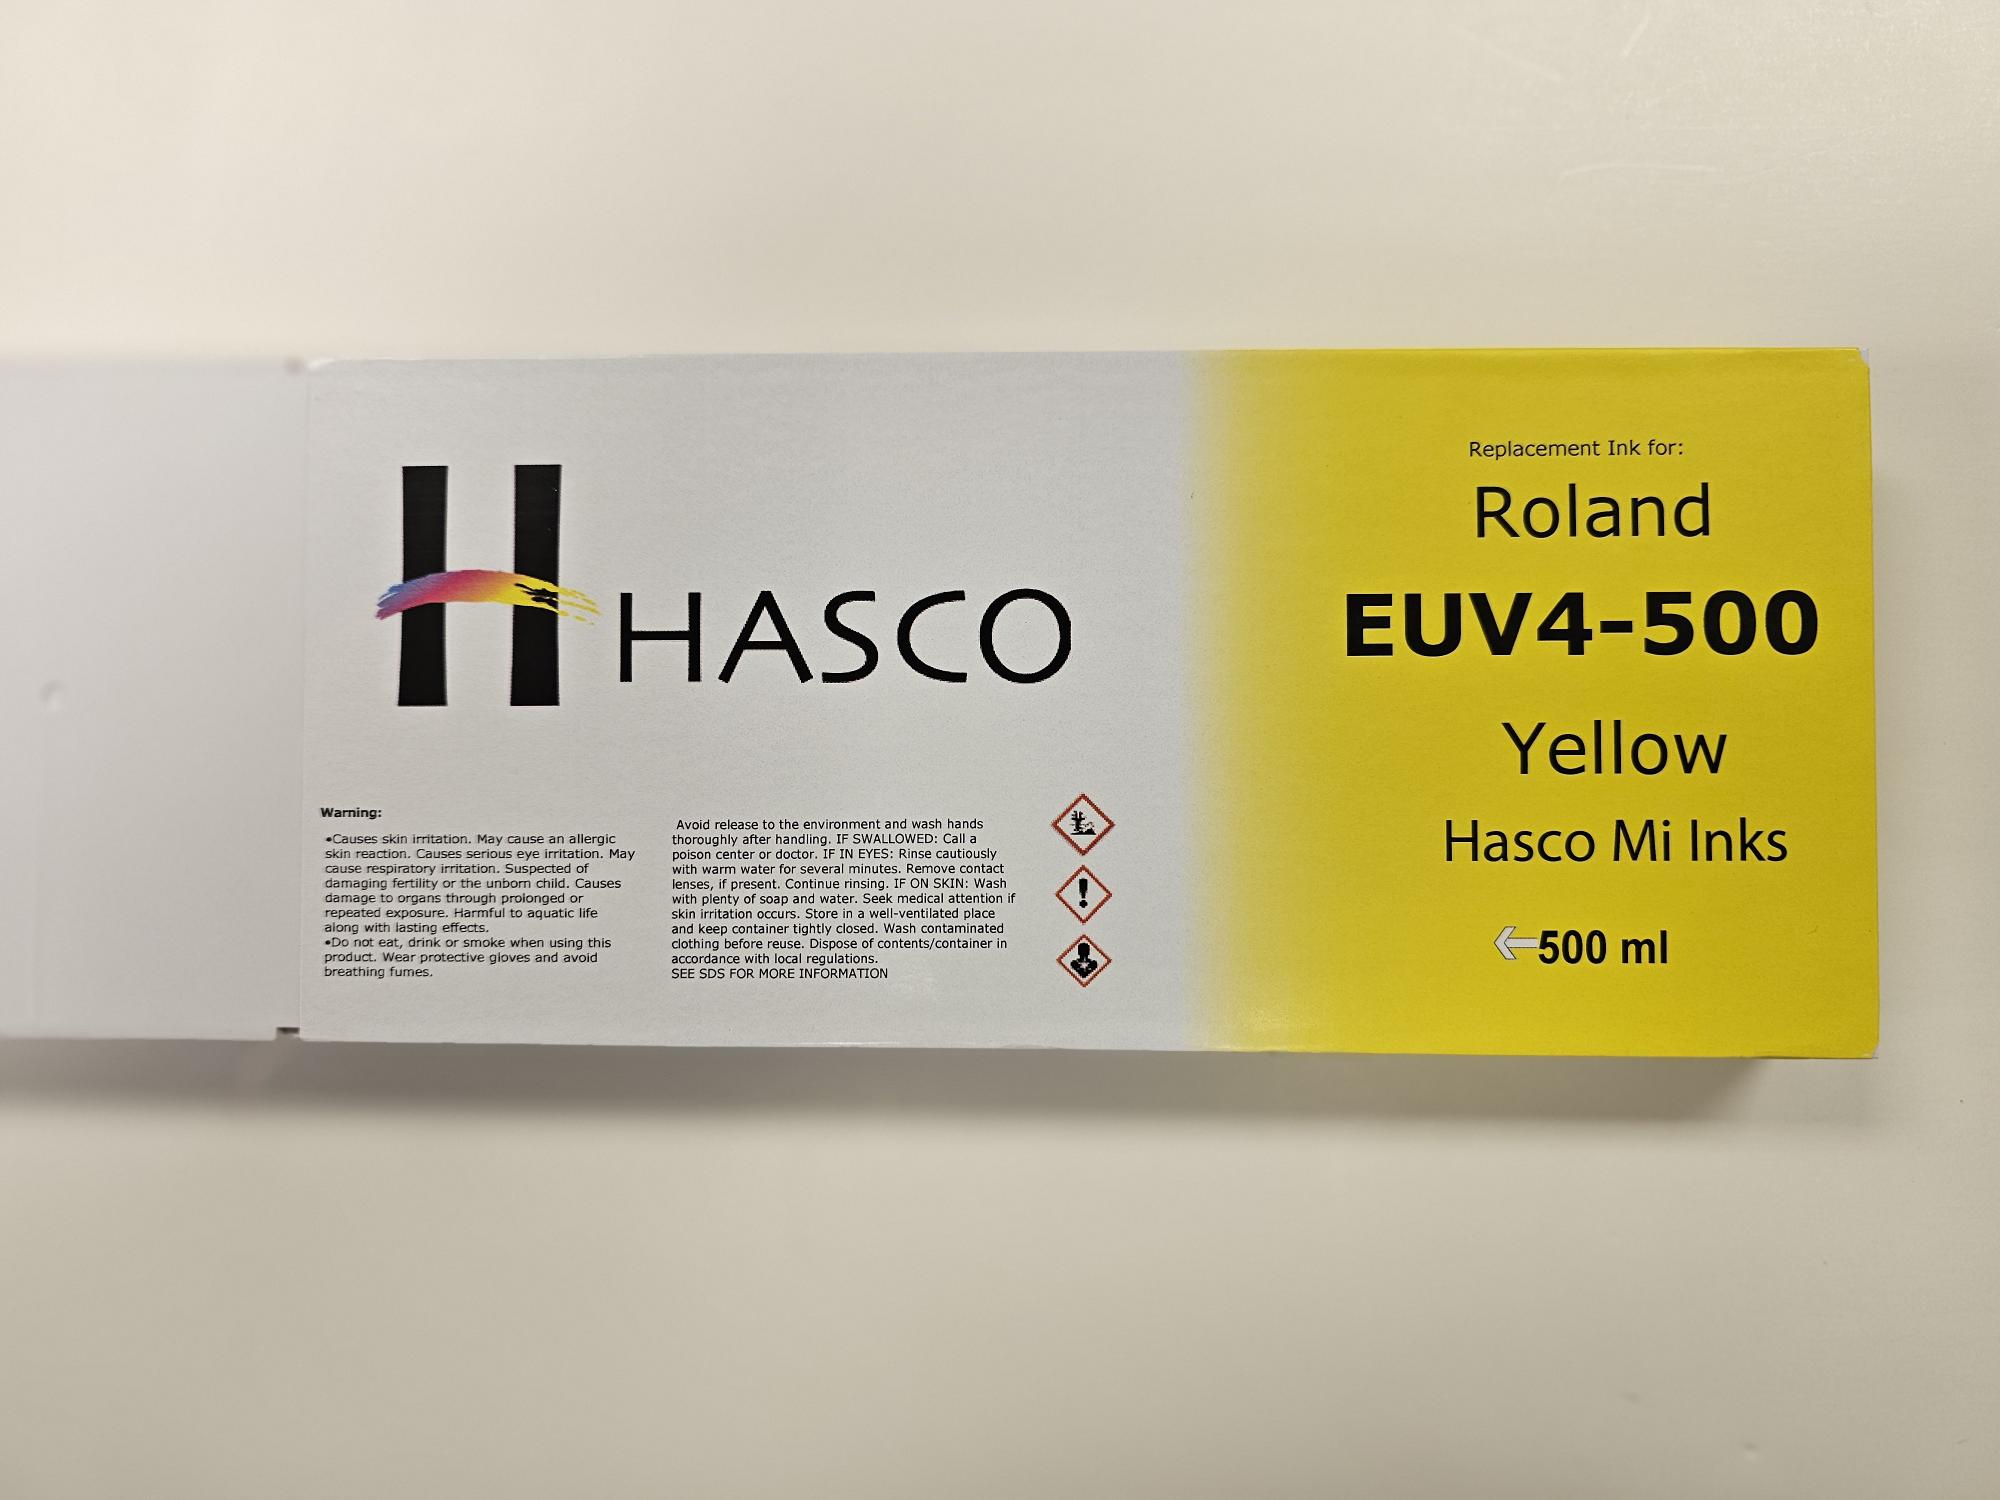 HASCO
Warning:
•Causes skin irritation. May cause an allergic
skin reaction. Causes serious eye irritation. May
cause respiratory irritation. Suspected of
damaging fertility or the unborn child. Causes
damage to organs through prolonged or
repeated exposure. Harmful to aquatic life
along with lasting effects.
•Do not eat, drink or smoke when using this
product. Wear protective gloves and avoid
breathing fumes.
Avoid release to the environment and wash hands
thoroughly after handling. IF SWALLOWED: Call a
poison center or doctor. IF IN EYES: Rinse cautiously
with warm water for several minutes. Remove contact
lenses, if present. Continue rinsing. IF ON SKIN: Wash
with plenty of soap and water. Seek medical attention if
skin irritation occurs. Store in a well-ventilated place
and keep container tightly closed. Wash contaminated
clothing before reuse. Dispose of contents/container in
accordance with local regulations.
SEE SDS FOR MORE INFORMATION
Replacement Ink for:
Roland
EUV4-500
Yellow
Hasco Mi Inks
500 ml